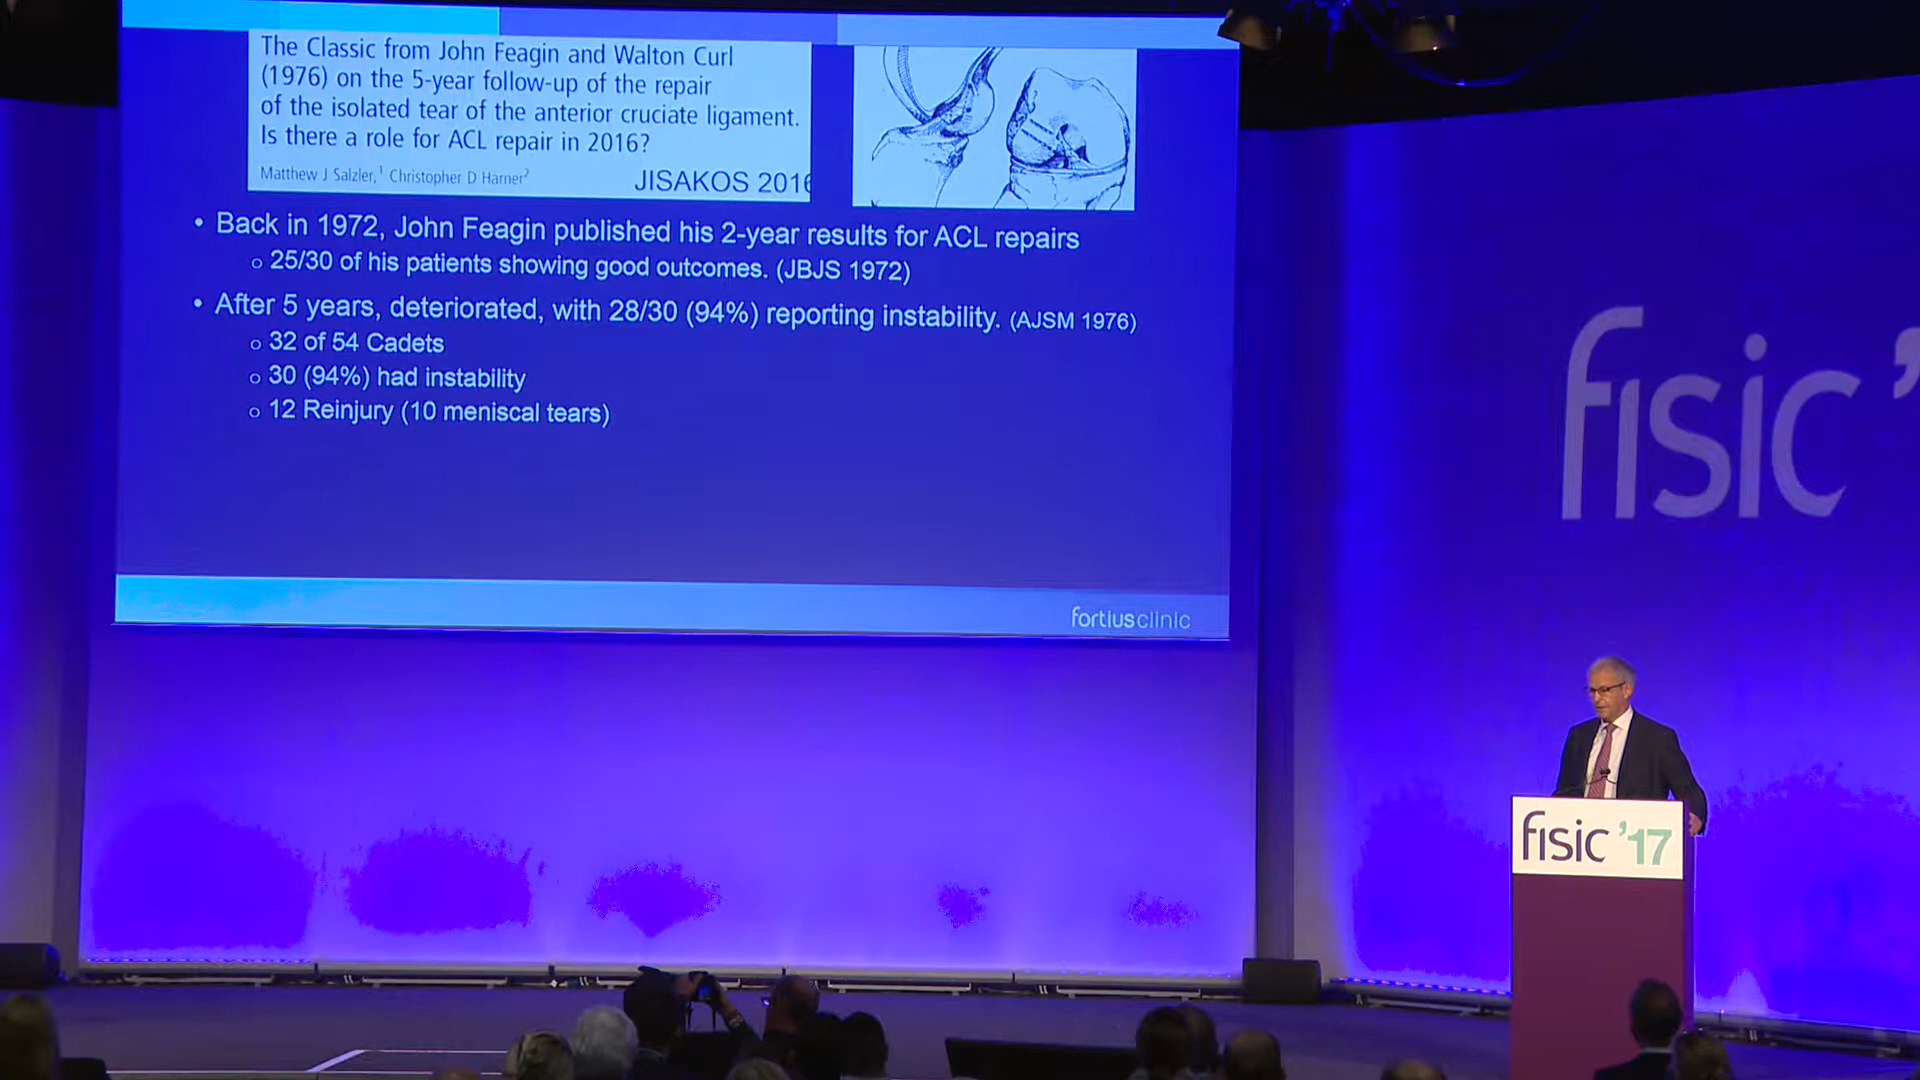 The Classic from John Feagin and Walton Curl
(1976) on the 5-year follow-up of the repair
of the isolated tear of the anterior cruciate ligament.
Is there a role for ACL repair in 2016?
Matthew J Salzler,¹ Christopher D Harner²
JISAKOS 2016
• Back in 1972, John Feagin published his 2-year results for ACL repairs
o 25/30 of his patients showing good outcomes. (JBJS 1972)
• After 5 years, deteriorated, with 28/30 (94%) reporting instability. (AJSM 1976)
o 32 of 54 Cadets
o 30 (94%) had instability
o 12 Reinjury (10 meniscal tears)
fortiusclinic
fisic '
fisic '17